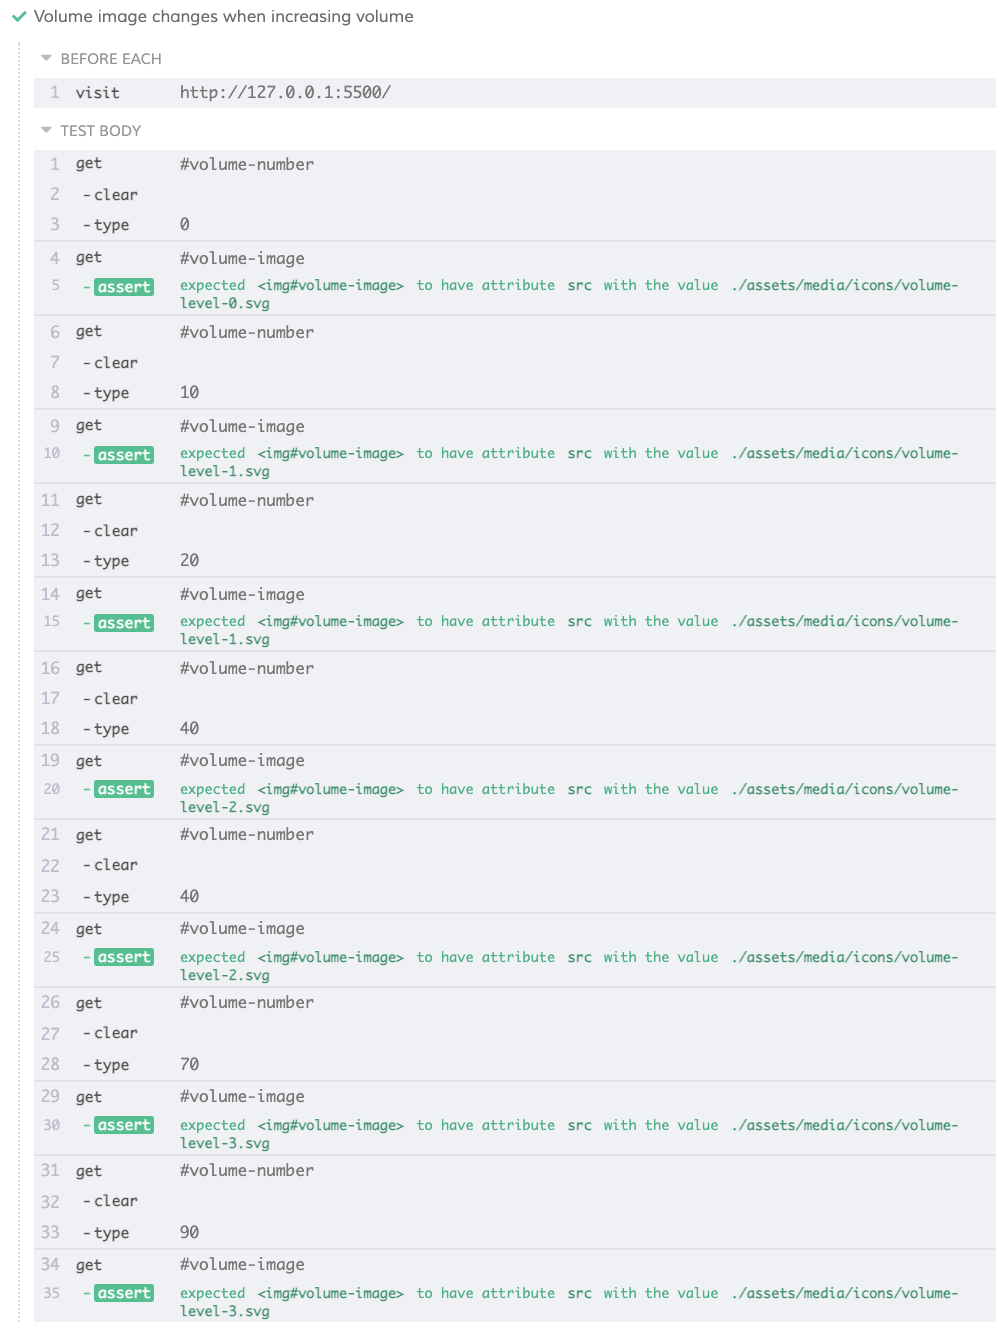 Volume image changes when increasing volume
BEFORE EACH
1 visit http://127.0.0.1:5500/
TEST BODY
1 get #volume-number
2 -clear
3 -type 0
4 get #volume-image
5 -assert expected <img#volume-image> to have attribute src with the value ./assets/media/icons/volume-
level-0.svg
6 get #volume-number
7 -clear
8 -type 10
9 get #volume-image
10 -assert expected <img#volume-image> to have attribute src with the value ./assets/media/icons/volume-
level-1.svg
11 get #volume-number
12 -clear
13 -type 20
14 get #volume-image
15 -assert expected <img#volume-image> to have attribute src with the value ./assets/media/icons/volume-
level-1.svg
16 get #volume-number
17 -clear
18 -type 40
19 get #volume-image
20 -assert expected <img#volume-image> to have attribute src with the value ./assets/media/icons/volume-
level-2.svg
21 get #volume-number
22 -clear
23 -type 40
24 get #volume-image
25 -assert expected <img#volume-image> to have attribute src with the value ./assets/media/icons/volume-
level-2.svg
26 get #volume-number
27 -clear
28 -type 70
29 get #volume-image
30 -assert expected <img#volume-image> to have attribute src with the value ./assets/media/icons/volume-
level-3.svg
31 get #volume-number
32 -clear
33 -type 90
34 get #volume-image
35 -assert expected <img#volume-image> to have attribute src with the value ./assets/media/icons/volume-
level-3.svg